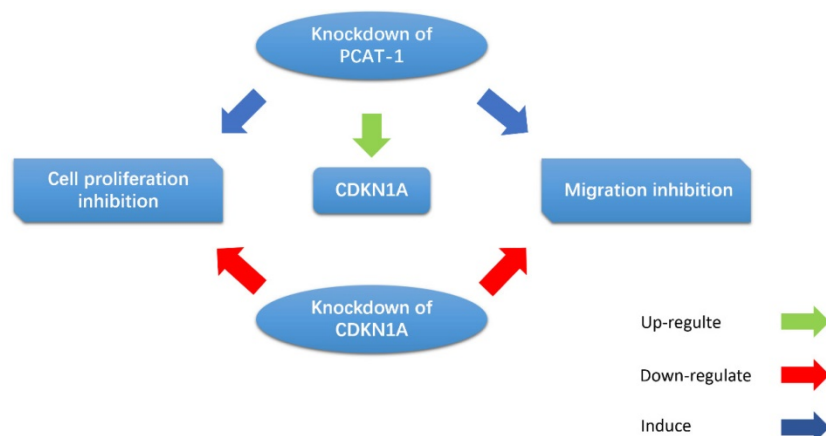 Knockdown of
PCAT-1
Cell proliferation
inhibition
CDKN1A
Migration inhibition
Knockdown of
CDKN1A
Up-regulte
Down-regulate
Induce